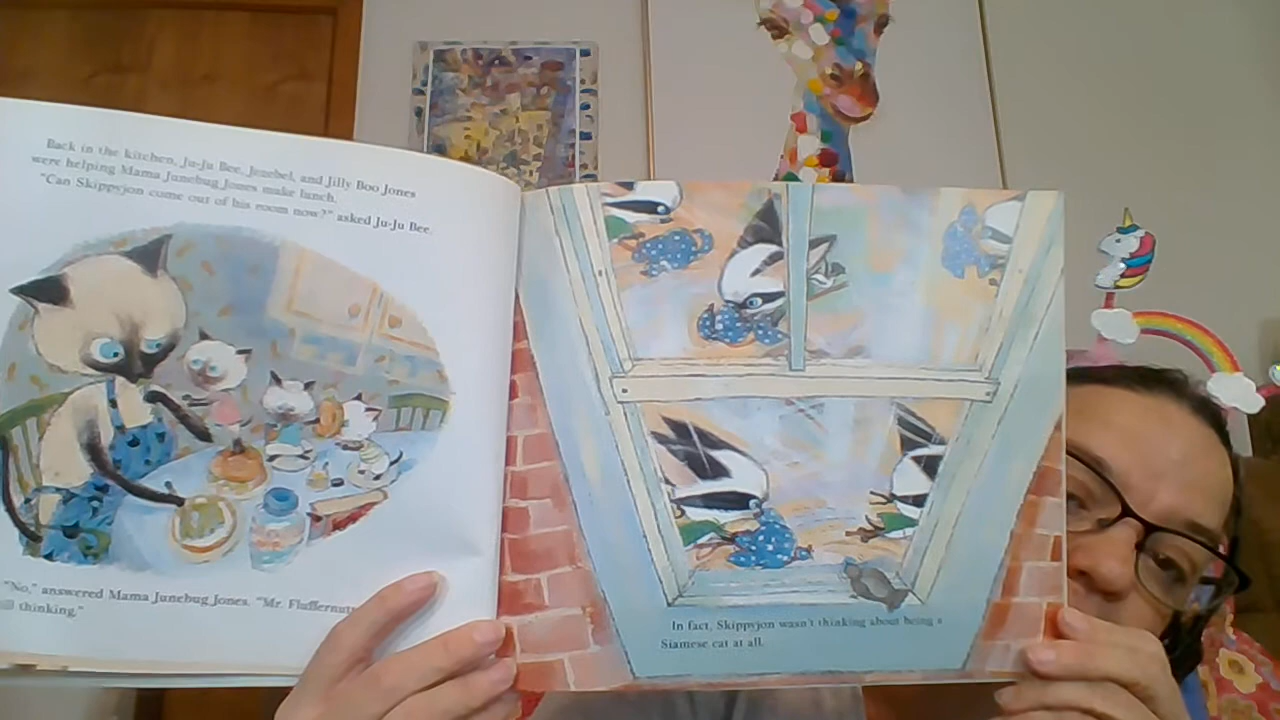 Back in the kitchen, Ju-Ju Bee, Jezebel, and Jilly Boo Jones
were helping Mama Junebug Jones make lunch.
"Can Skippyjon come out of his room now?" asked Ju-Ju Bee.
"No," answered Mama Junebug Jones. "Mr. Fluffernutter
thinking."
In fact, Skippyjon wasn't thinking about being a
Siamese cat at all.